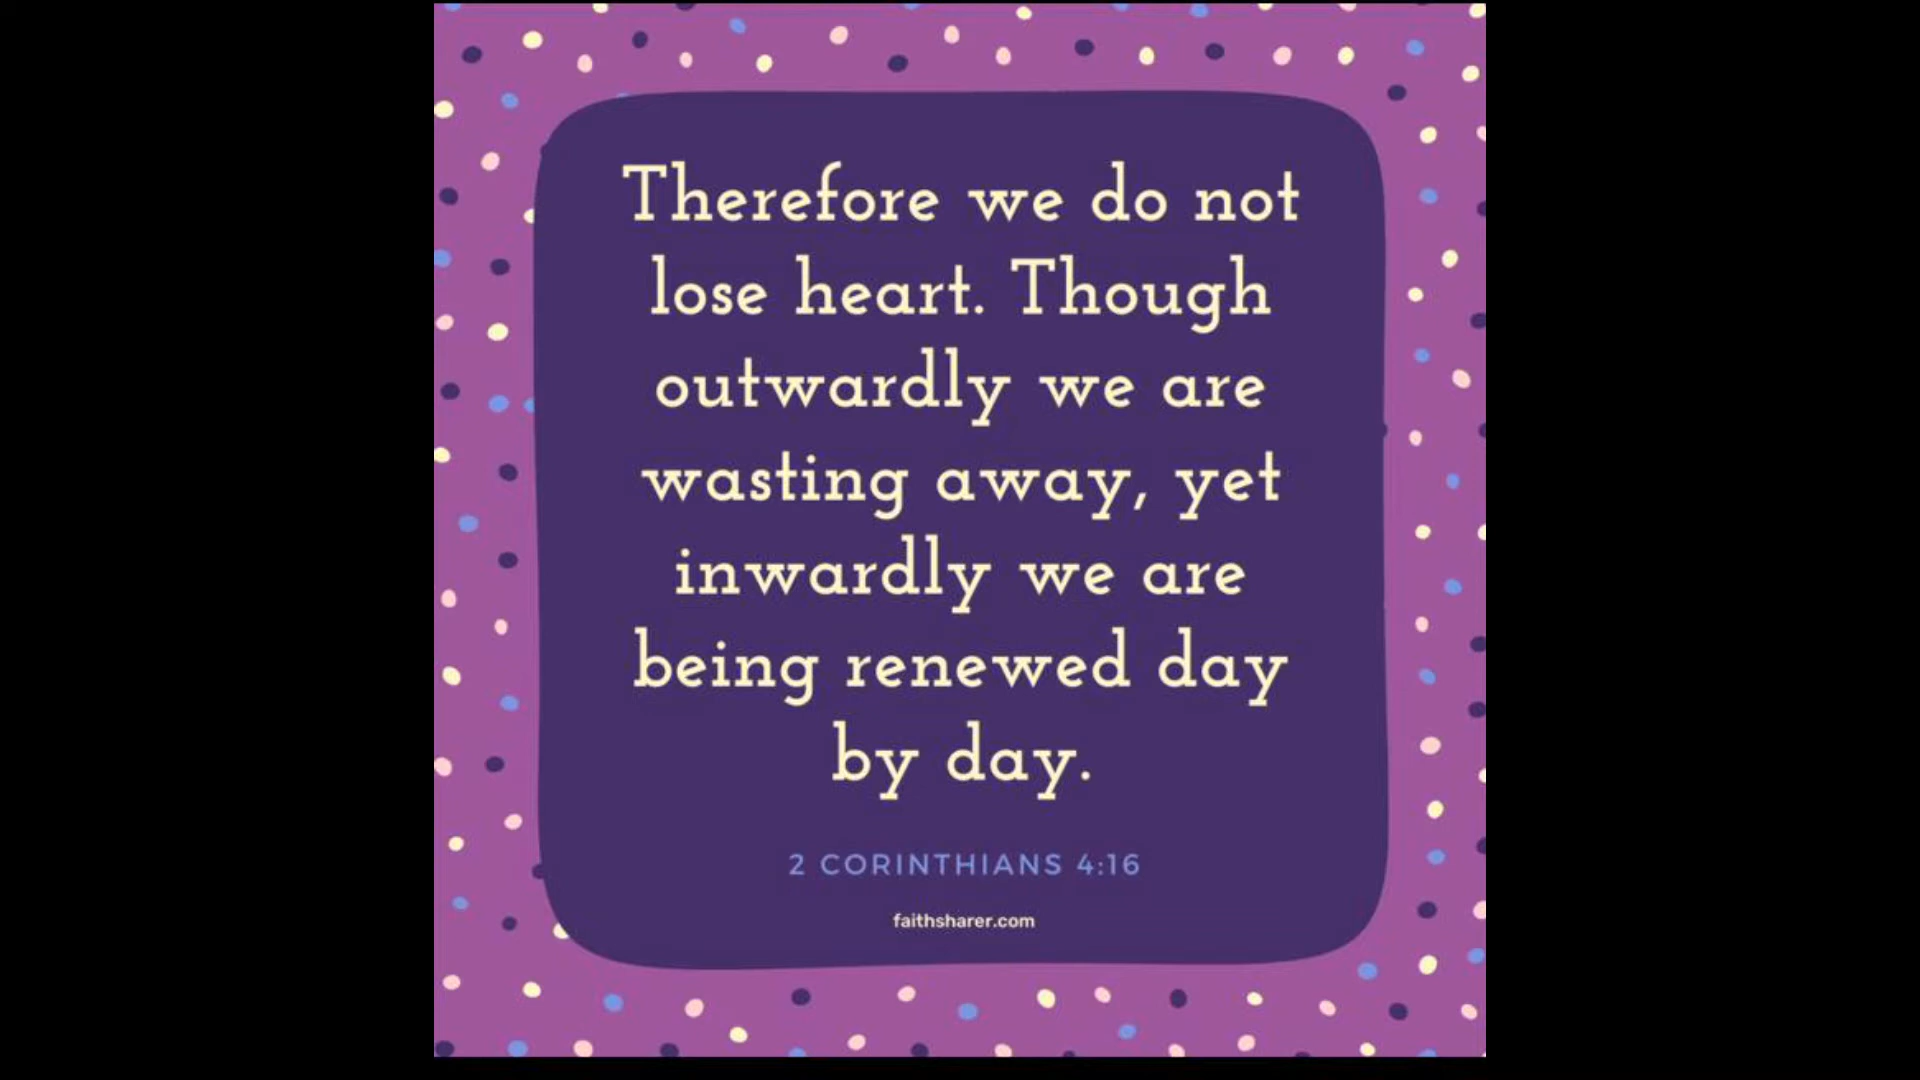 Therefore we do not
lose heart. Though
outwardly we are
wasting away, yet
inwardly we are
being renewed day
by day.
2 CORINTHIANS 4:16
faithsharer.com